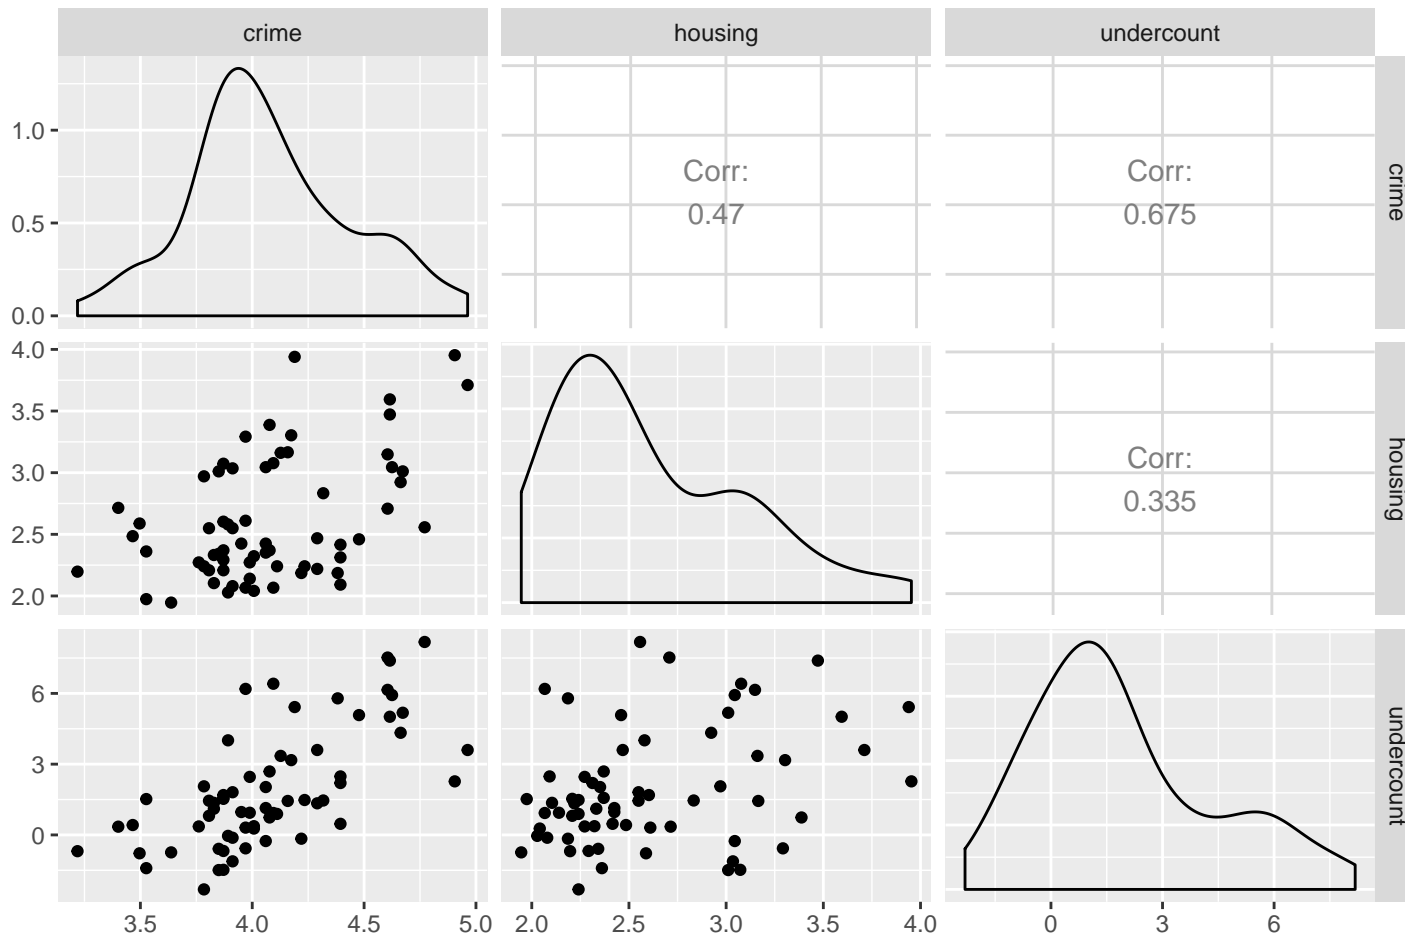 crime housing undercount
1.0
0.5
0.0
Corr:
0.47
Corr:
0.675
crime
4.0
3.5
3.0
2.5
2.0
Corr:
0.335
housing
6
3
0
undercount
3.5 4.0 4.5 5.0 2.0 2.5 3.0 3.5 4.0 0 3 6